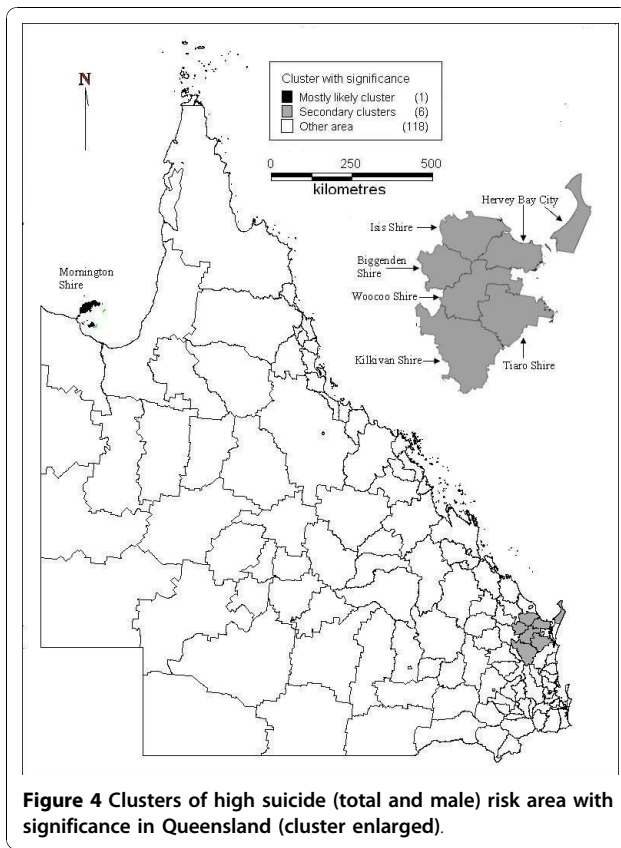 N
Cluster with significance
Mostly likely cluster (1)
Secondary clusters (6)
Other area (118)
0 250 500
kilometres
Hervey Bay City
Isis Shire
Biggenden
Shire
Woocoo Shire
Kilkivan Shire
Tiaro Shire
Mornington
Shire
Figure 4 Clusters of high suicide (total and male) risk area with
significance in Queensland (cluster enlarged).